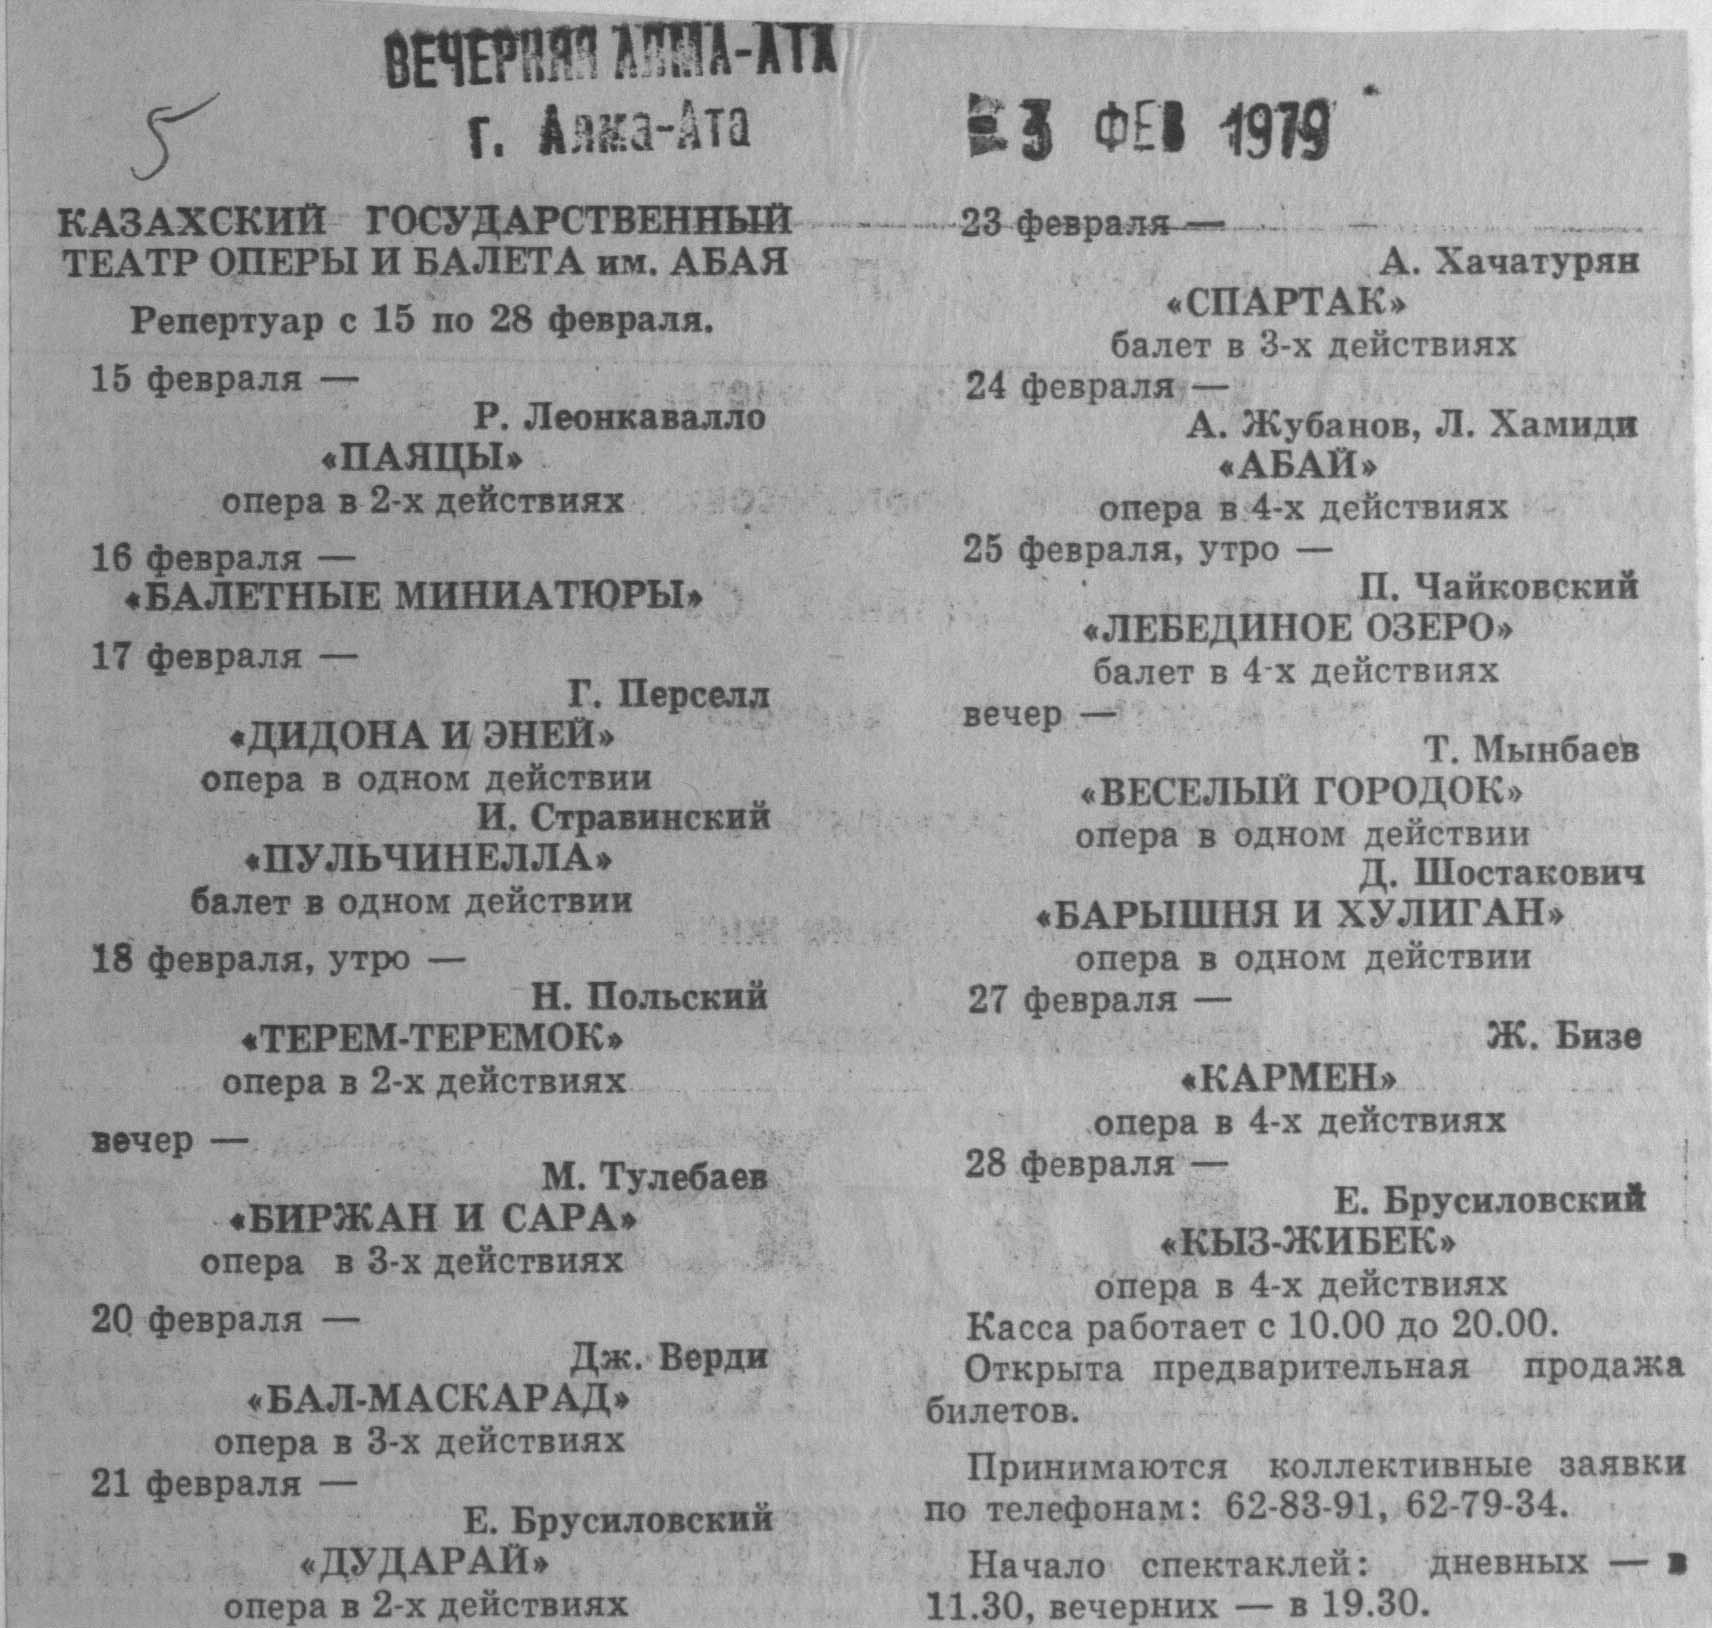 ВЕЧЕРНЯЯ АЛМА-АТА
г. Алма-Ата
3 ФЕВ 1979
5
КАЗАХСКИЙ ГОСУДАРСТВЕННЫЙ
ТЕАТР ОПЕРЫ И БАЛЕТА им. АБАЯ
Репертуар с 15 по 28 февраля.
15 февраля —
Р. Леонкавалло
«ПАЯЦЫ»
опера в 2-х действиях
16 февраля —
«БАЛЕТНЫЕ МИНИАТЮРЫ»
17 февраля —
Г. Перселл
«ДИДОНА И ЭНЕЙ»
опера в одном действии
И. Стравинский
«ПУЛЬЧИНЕЛЛА»
балет в одном действии
18 февраля, утро —
Н. Польский
«ТЕРЕМ-ТЕРЕМОК»
опера в 2-х действиях
вечер —
М. Тулебаев
«БИРЖАН И САРА»
опера в 3-х действиях
20 февраля —
Дж. Верди
«БАЛ-МАСКАРАД»
опера в 3-х действиях
21 февраля —
Е. Брусиловский
«ДУДАРАЙ»
опера в 2-х действиях
23 февраля —
А. Хачатурян
«СПАРТАК»
балет в 3-х действиях
24 февраля —
А. Жубанов, Л. Хамиди
«АБАЙ»
опера в 4-х действиях
25 февраля, утро —
П. Чайковский
«ЛЕБЕДИНОЕ ОЗЕРО»
балет в 4-х действиях
вечер —
Т. Мынбаев
«ВЕСЕЛЫЙ ГОРОДОК»
опера в одном действии
Д. Шостакович
«БАРЫШНЯ И ХУЛИГАН»
опера в одном действии
27 февраля —
Ж. Бизе
«КАРМЕН»
опера в 4-х действиях
28 февраля —
Е. Брусиловский
«КЫЗ-ЖИБЕК»
опера в 4-х действиях
Касса работает с 10.00 до 20.00.
Открыта предварительная продажа
билетов.
Принимаются коллективные заявки
по телефонам: 62-83-91, 62-79-34.
Начало спектаклей: дневных — в
11.30, вечерних — в 19.30.